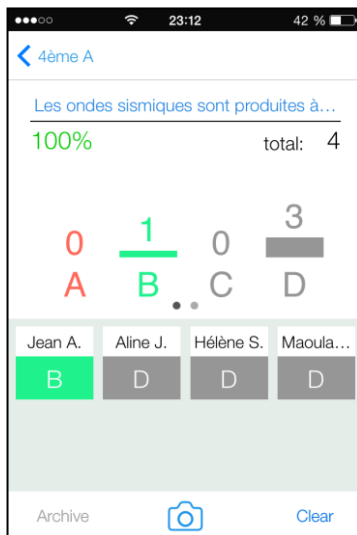 23:12 42 %
4ème A
Les ondes sismiques sont produites à...
100% total: 4
0 1 0 3
A B C D
Jean A. Aline J. Hélène S. Maoula...
B D D D
Archive Clear